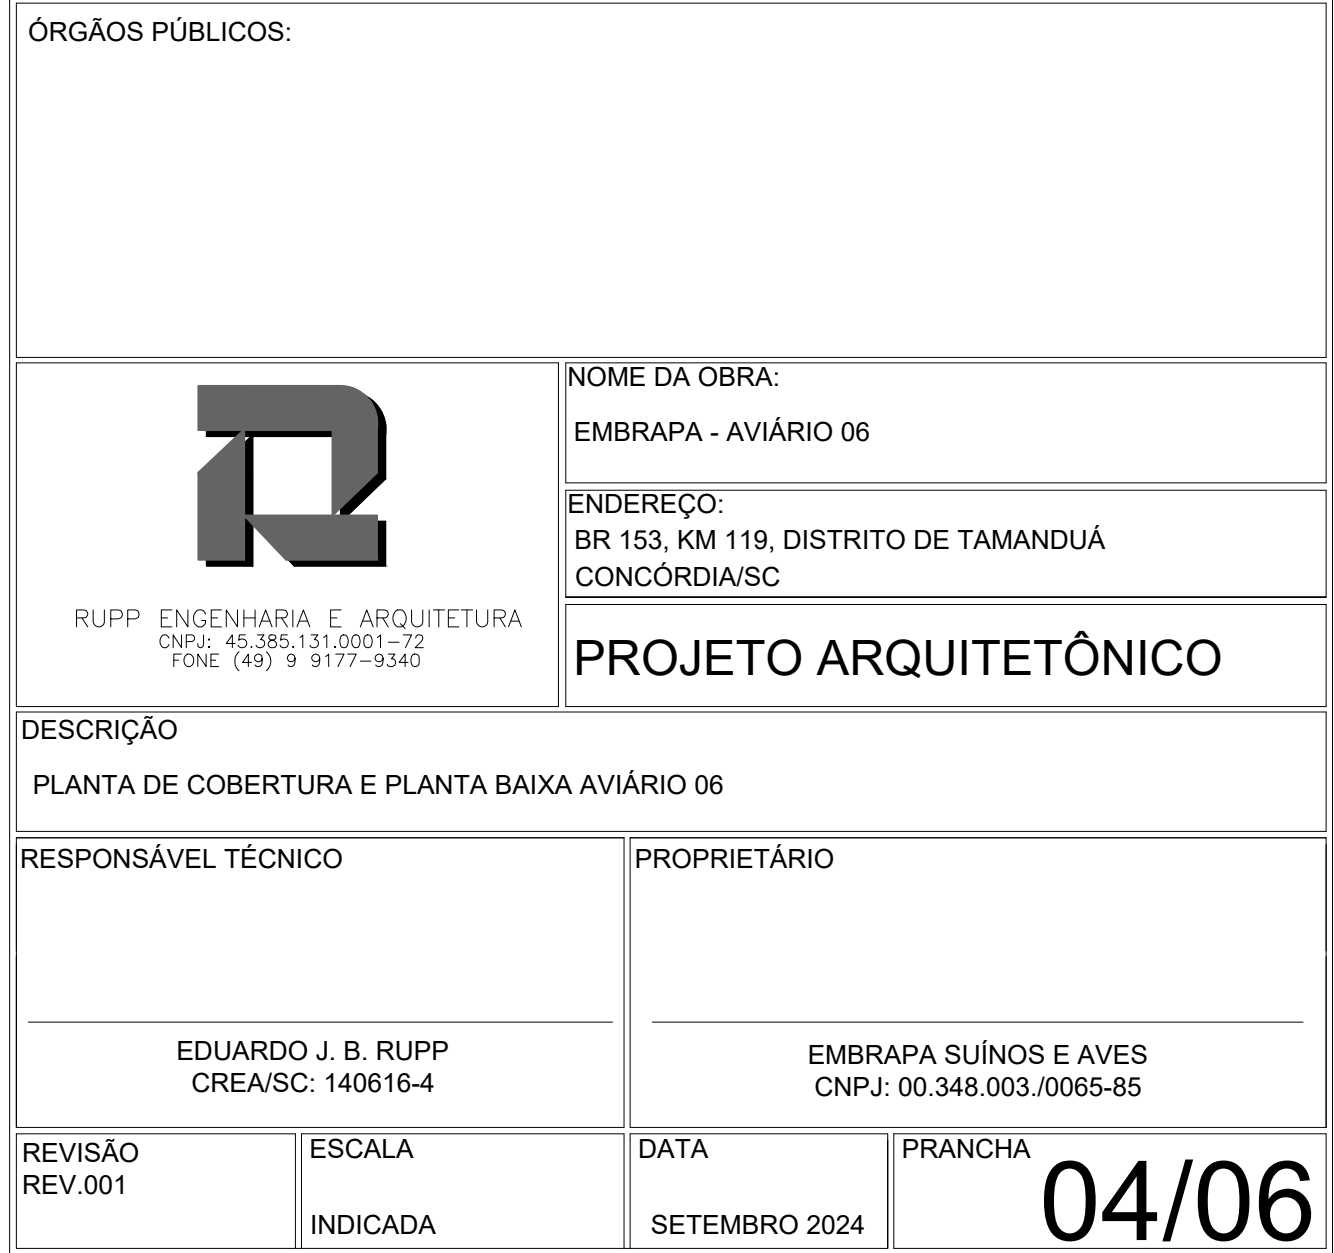 ÓRGÃOS PÚBLICOS:
RUPP ENGENHARIA E ARQUITETURA
CNPJ: 45.385.131.0001-72
FONE (49) 9 9177-9340
NOME DA OBRA:
EMBRAPA - AVIÁRIO 06
ENDEREÇO:
BR 153, KM 119, DISTRITO DE TAMANDUÁ
CONCÓRDIA/SC
PROJETO ARQUITETÔNICO
DESCRIÇÃO
PLANTA DE COBERTURA E PLANTA BAIXA AVIÁRIO 06
RESPONSÁVEL TÉCNICO
EDUARDO J. B. RUPP
CREA/SC: 140616-4
PROPRIETÁRIO
EMBRAPA SUÍNOS E AVES
CNPJ: 00.348.003./0065-85
REVISÃO
REV.001
ESCALA
INDICADA
DATA
SETEMBRO 2024
PRANCHA
04/06